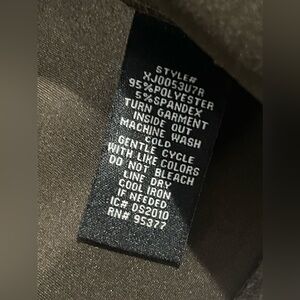 STYLE#
XJ0053U7R
95%POLYESTER
5%SPANDEX
TURN GARMENT
INSIDE OUT
MACHINE WASH
COLD
GENTLE CYCLE
WITH LIKE COLORS
DO NOT BLEACH
LINE DRY
COOL IRON
IF NEEDED
IC# DS2010
RN# 95377